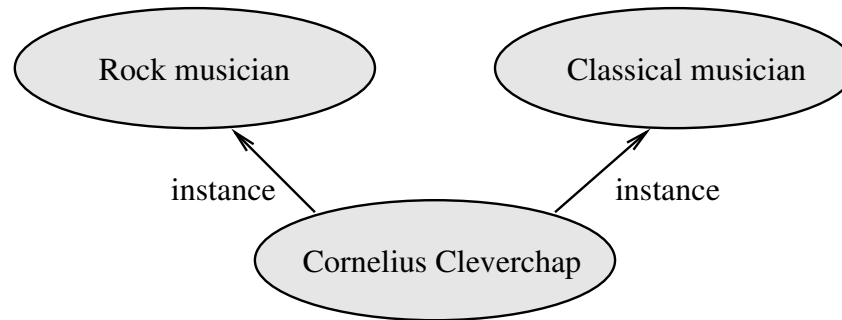 Rock musician
Classical musician
instance
instance
Cornelius Cleverchap